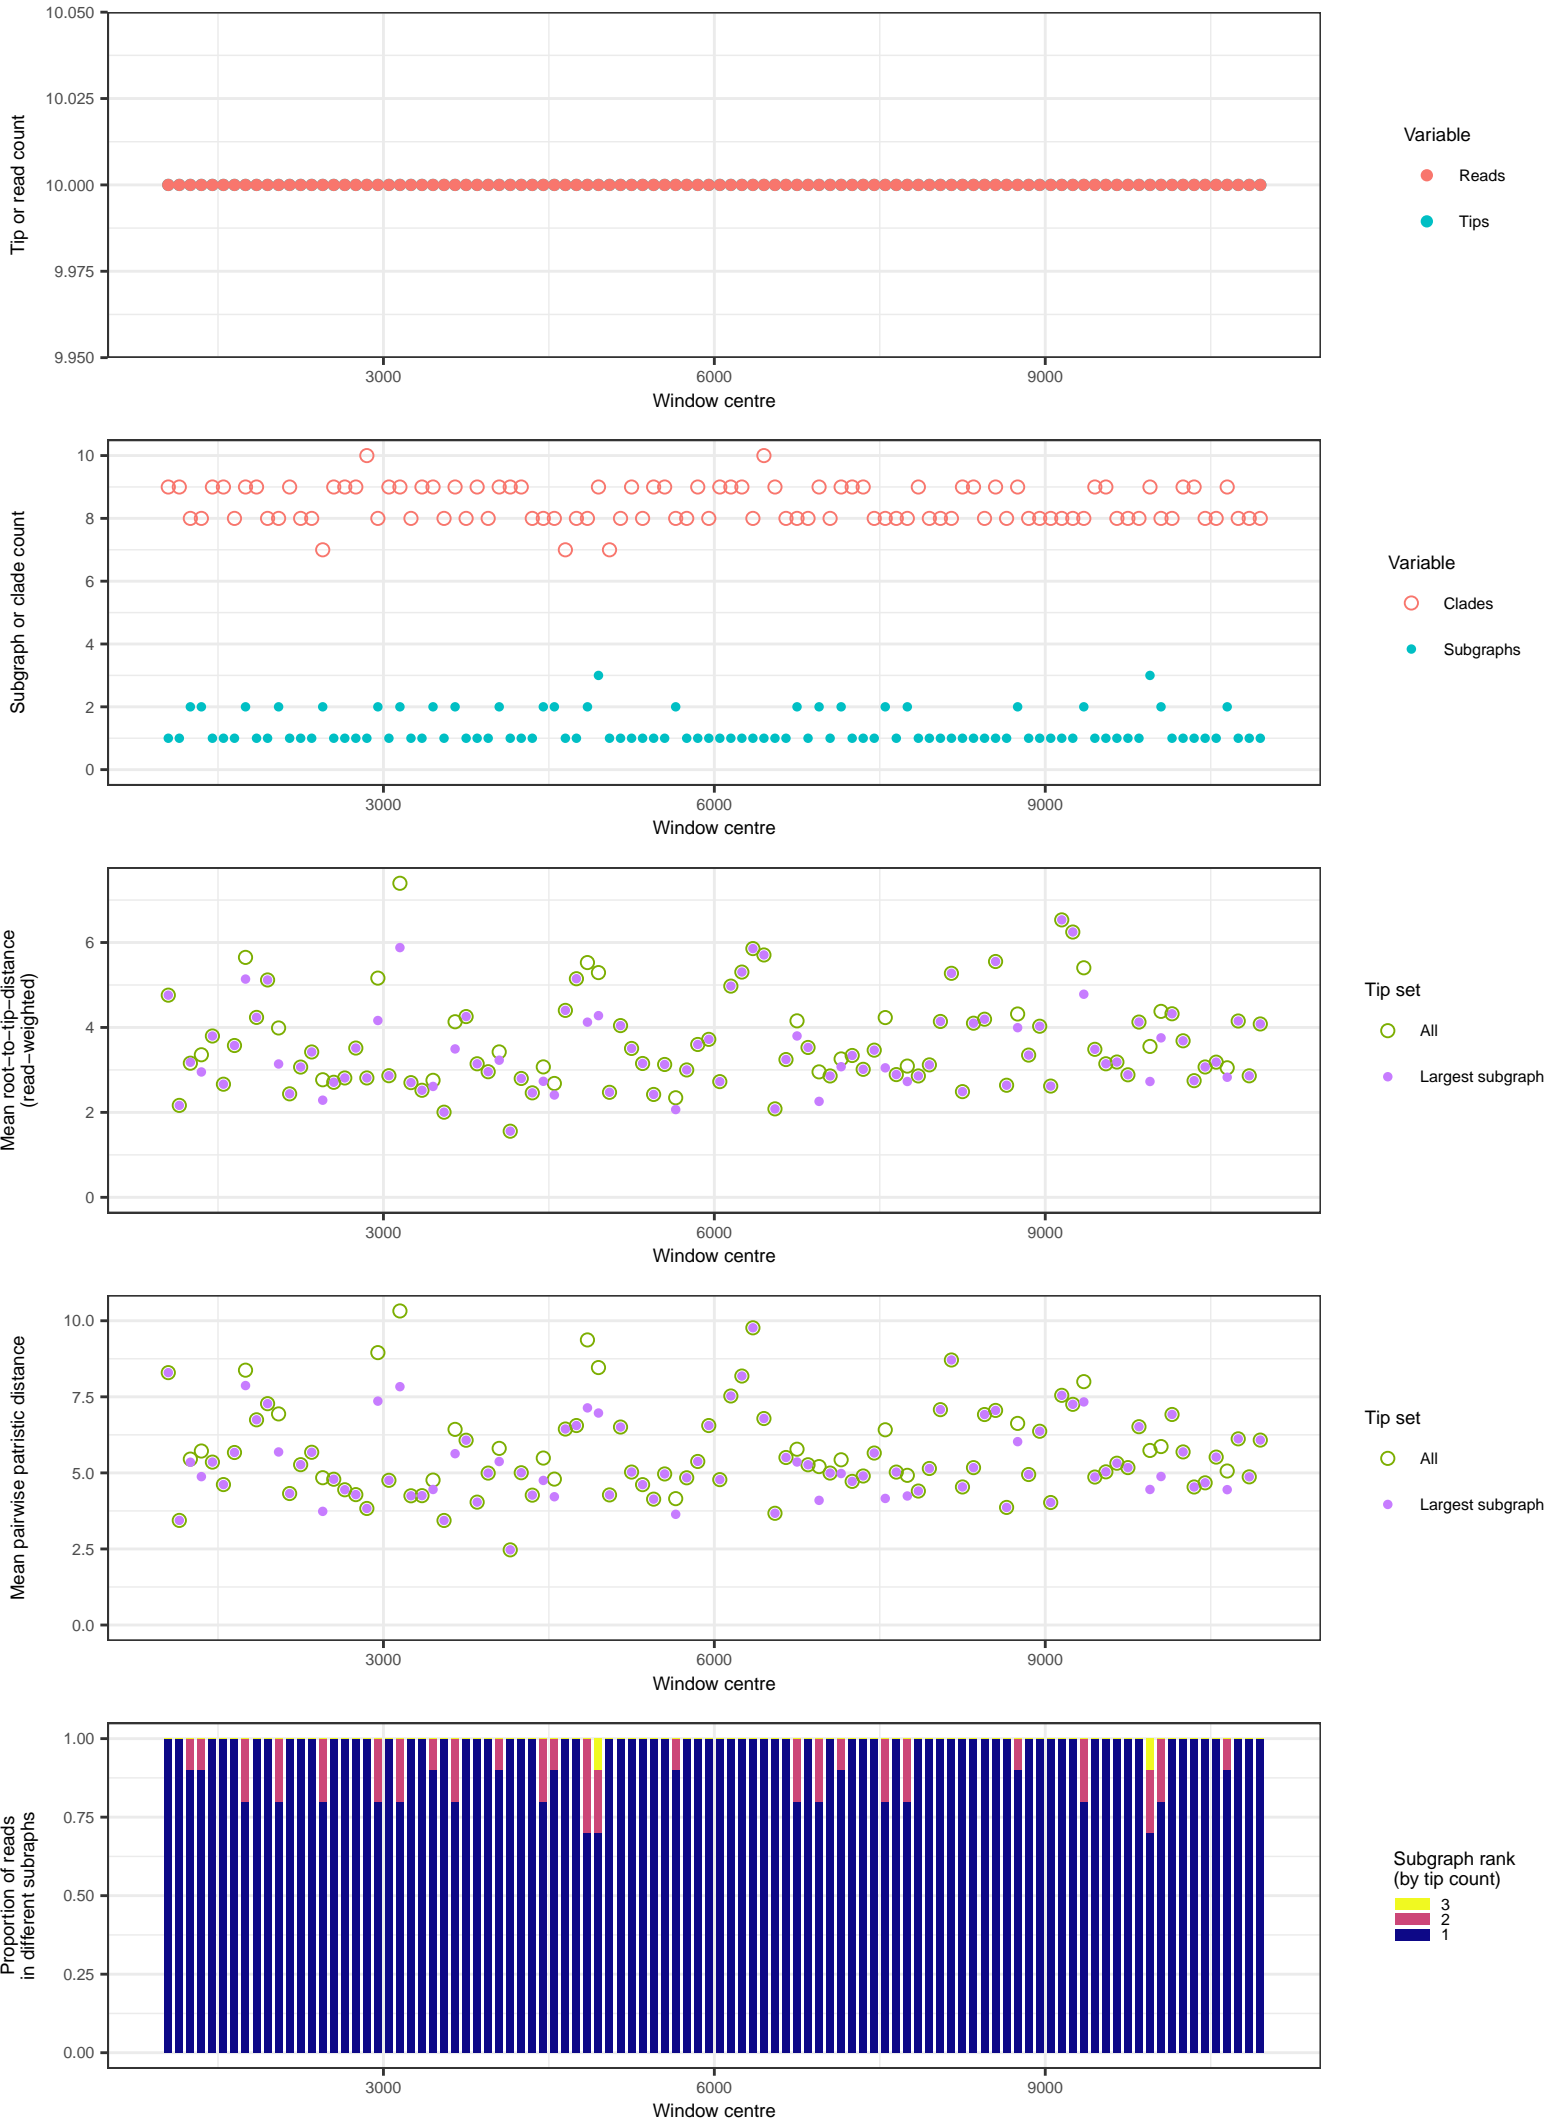 10.050
10.025
10.000
9.975
9.950
Tip or read count
3000
6000
9000
Window centre
Variable
Reads
Tips
10
8
6
4
2
0
Subgraph or clade count
3000
6000
9000
Window centre
Variable
Clades
Subgraphs
6
4
2
0
Mean root−to−tip−distance
(read−weighted)
3000
6000
9000
Window centre
Tip set
All
Largest subgraph
10.0
7.5
5.0
2.5
0.0
Mean pairwise patristic distance
3000
6000
9000
Window centre
Tip set
All
Largest subgraph
1.00
0.75
0.50
0.25
0.00
Proportion of reads
in different subraphs
3000
6000
9000
Window centre
Subgraph rank
(by tip count)
3
2
1